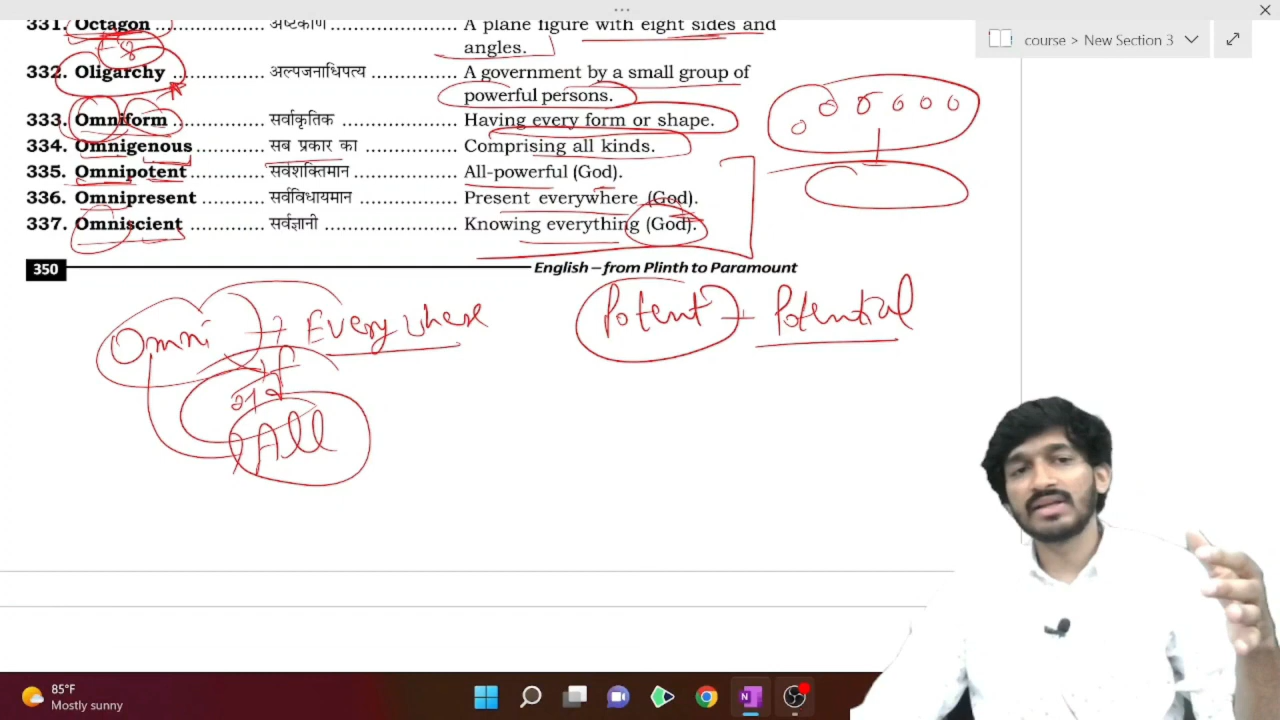 course > New Section 3
331. Octagon .................. अष्टकोण ................. A plane figure with eight sides and
angles.
8
332. Oligarchy ................. अल्पजनाधिपत्य ................ A government by a small group of
powerful persons.
333. Omniform .............. सर्वाकृतिक ................... Having every form or shape.
334. Omnigenous ........... सब प्रकार का ................ Comprising all kinds.
335. Omnipotent ............ सर्वशक्तिमान ................... All-powerful (God).
336. Omnipresent ........... सर्वविधायमान ................. Present everywhere (God).
337. Omniscient ............. सर्वज्ञानी ....................... Knowing everything (God).
350 English – from Plinth to Paramount
Omni → Everywhere
Potent → Potential
All
85°F
Mostly sunny